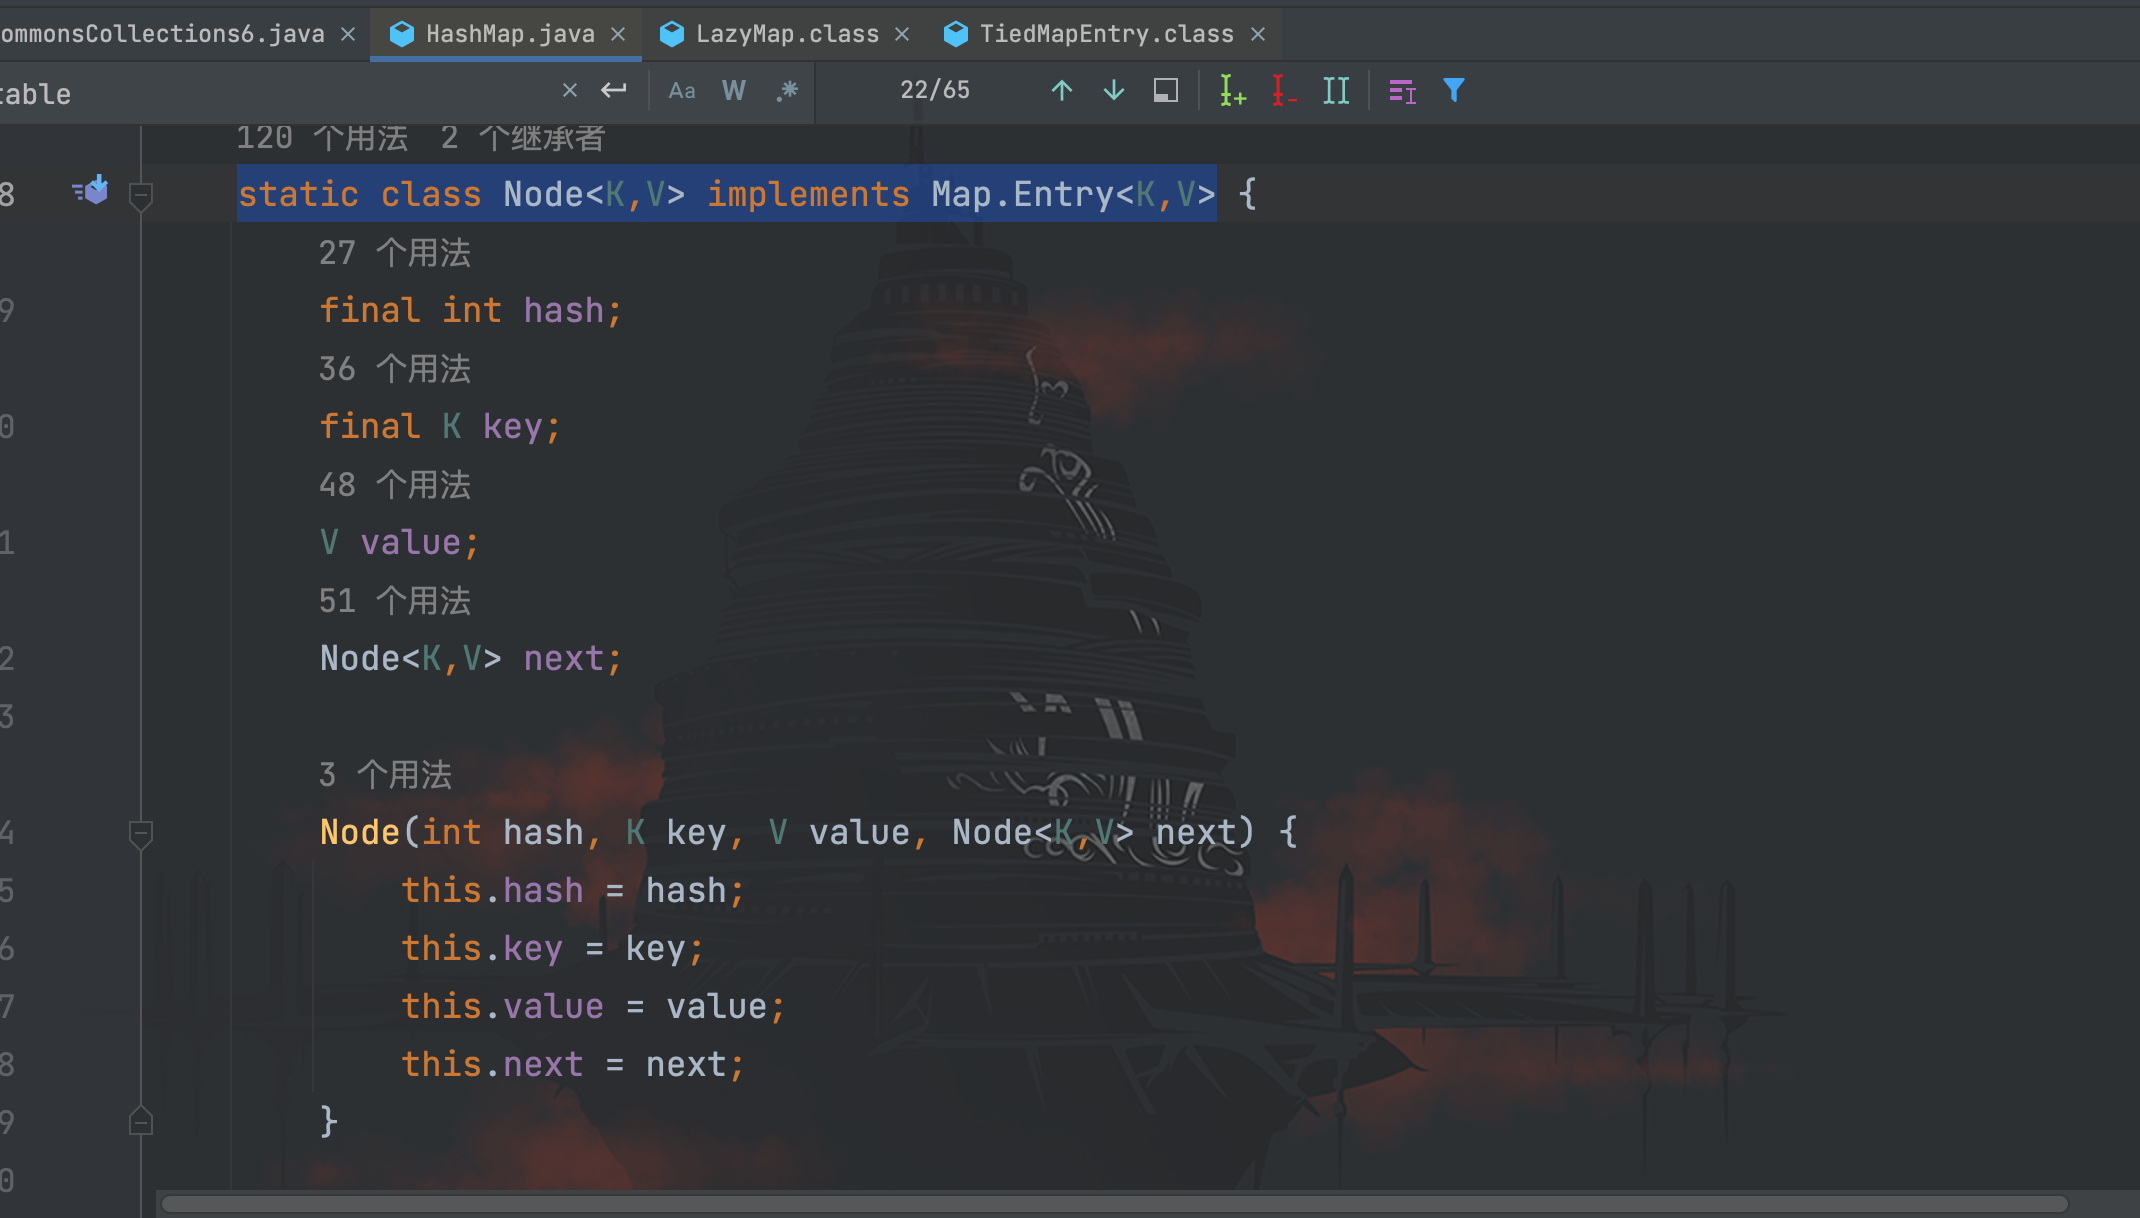 ommonsCollections6.java HashMap.java LazyMap.class TiedMapEntry.class
table Aa W .* 22/65
120 个用法 2 个继承者
8 static class Node<K,V> implements Map.Entry<K,V> {
27 个用法
9 final int hash;
36 个用法
0 final K key;
48 个用法
1 V value;
51 个用法
2 Node<K,V> next;
3
3 个用法
4 Node(int hash, K key, V value, Node<K,V> next) {
5 this.hash = hash;
6 this.key = key;
7 this.value = value;
8 this.next = next;
9 }
0